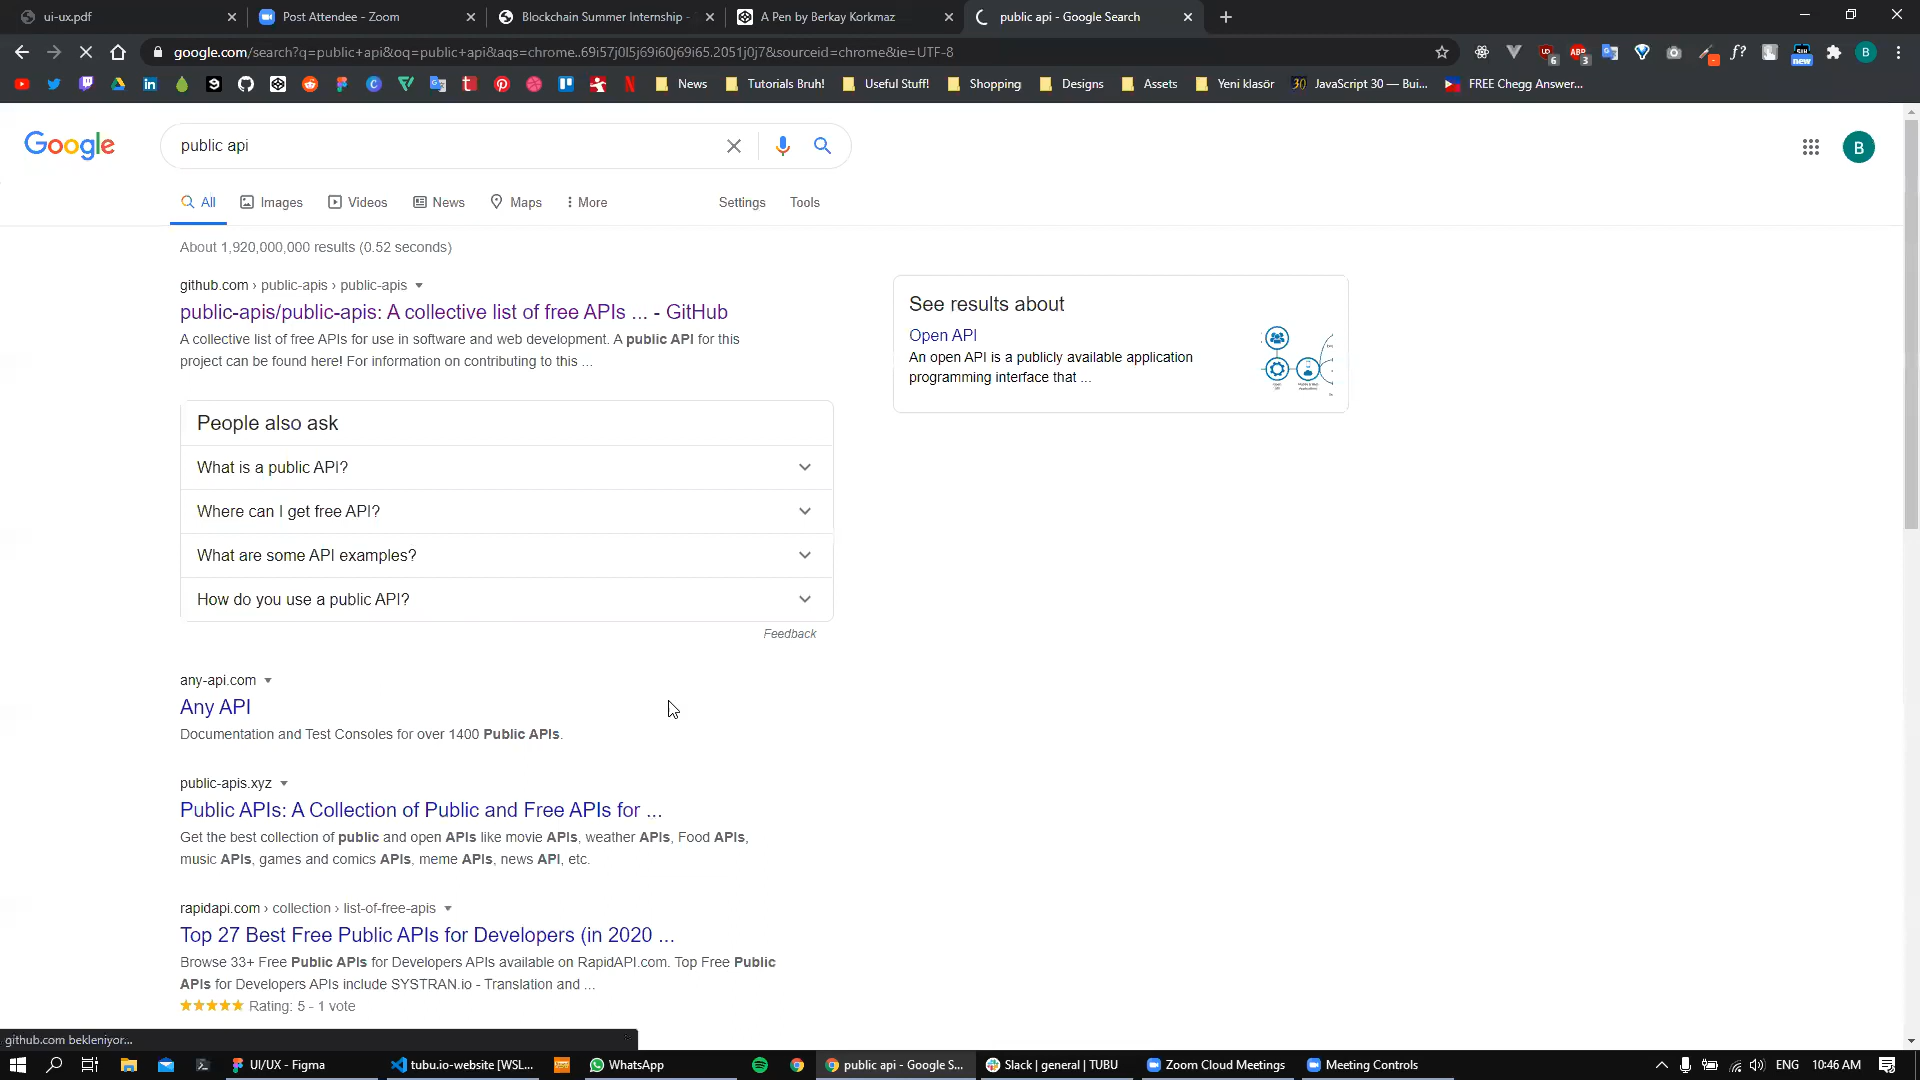 ui-ux.pdf
Post Attendee - Zoom
Blockchain Summer Internship -
A Pen by Berkay Korkmaz
public api - Google Search
google.com/search?q=public+api&oq=public+api&aqs=chrome..69i57j0l5j69i60j69i65.2051j0j7&sourceid=chrome&ie=UTF-8
News
Tutorials Bruh!
Useful Stuff!
Shopping
Designs
Assets
Yeni klasör
JavaScript 30 — Bui...
FREE Chegg Answer...
Google
public api
B
All
Images
Videos
News
Maps
More
Settings
Tools
About 1,920,000,000 results (0.52 seconds)
github.com › public-apis › public-apis
public-apis/public-apis: A collective list of free APIs ... - GitHub
A collective list of free APIs for use in software and web development. A public API for this
project can be found here! For information on contributing to this ...
See results about
Open API
An open API is a publicly available application
programming interface that ...
People also ask
What is a public API?
Where can I get free API?
What are some API examples?
How do you use a public API?
Feedback
any-api.com
Any API
Documentation and Test Consoles for over 1400 Public APIs.
public-apis.xyz
Public APIs: A Collection of Public and Free APIs for ...
Get the best collection of public and open APIs like movie APIs, weather APIs, Food APIs,
music APIs, games and comics APIs, meme APIs, news API, etc.
rapidapi.com › collection › list-of-free-apis
Top 27 Best Free Public APIs for Developers (in 2020 ...
Browse 33+ Free Public APIs for Developers APIs available on RapidAPI.com. Top Free Public
APIs for Developers APIs include SYSTRAN.io - Translation and ...
Rating: 5 - 1 vote
github.com bekleniyor...
UI/UX - Figma
tubu.io-website [WSL...
WhatsApp
public api - Google S...
Slack | general | TUBU
Zoom Cloud Meetings
Meeting Controls
ENG
10:46 AM